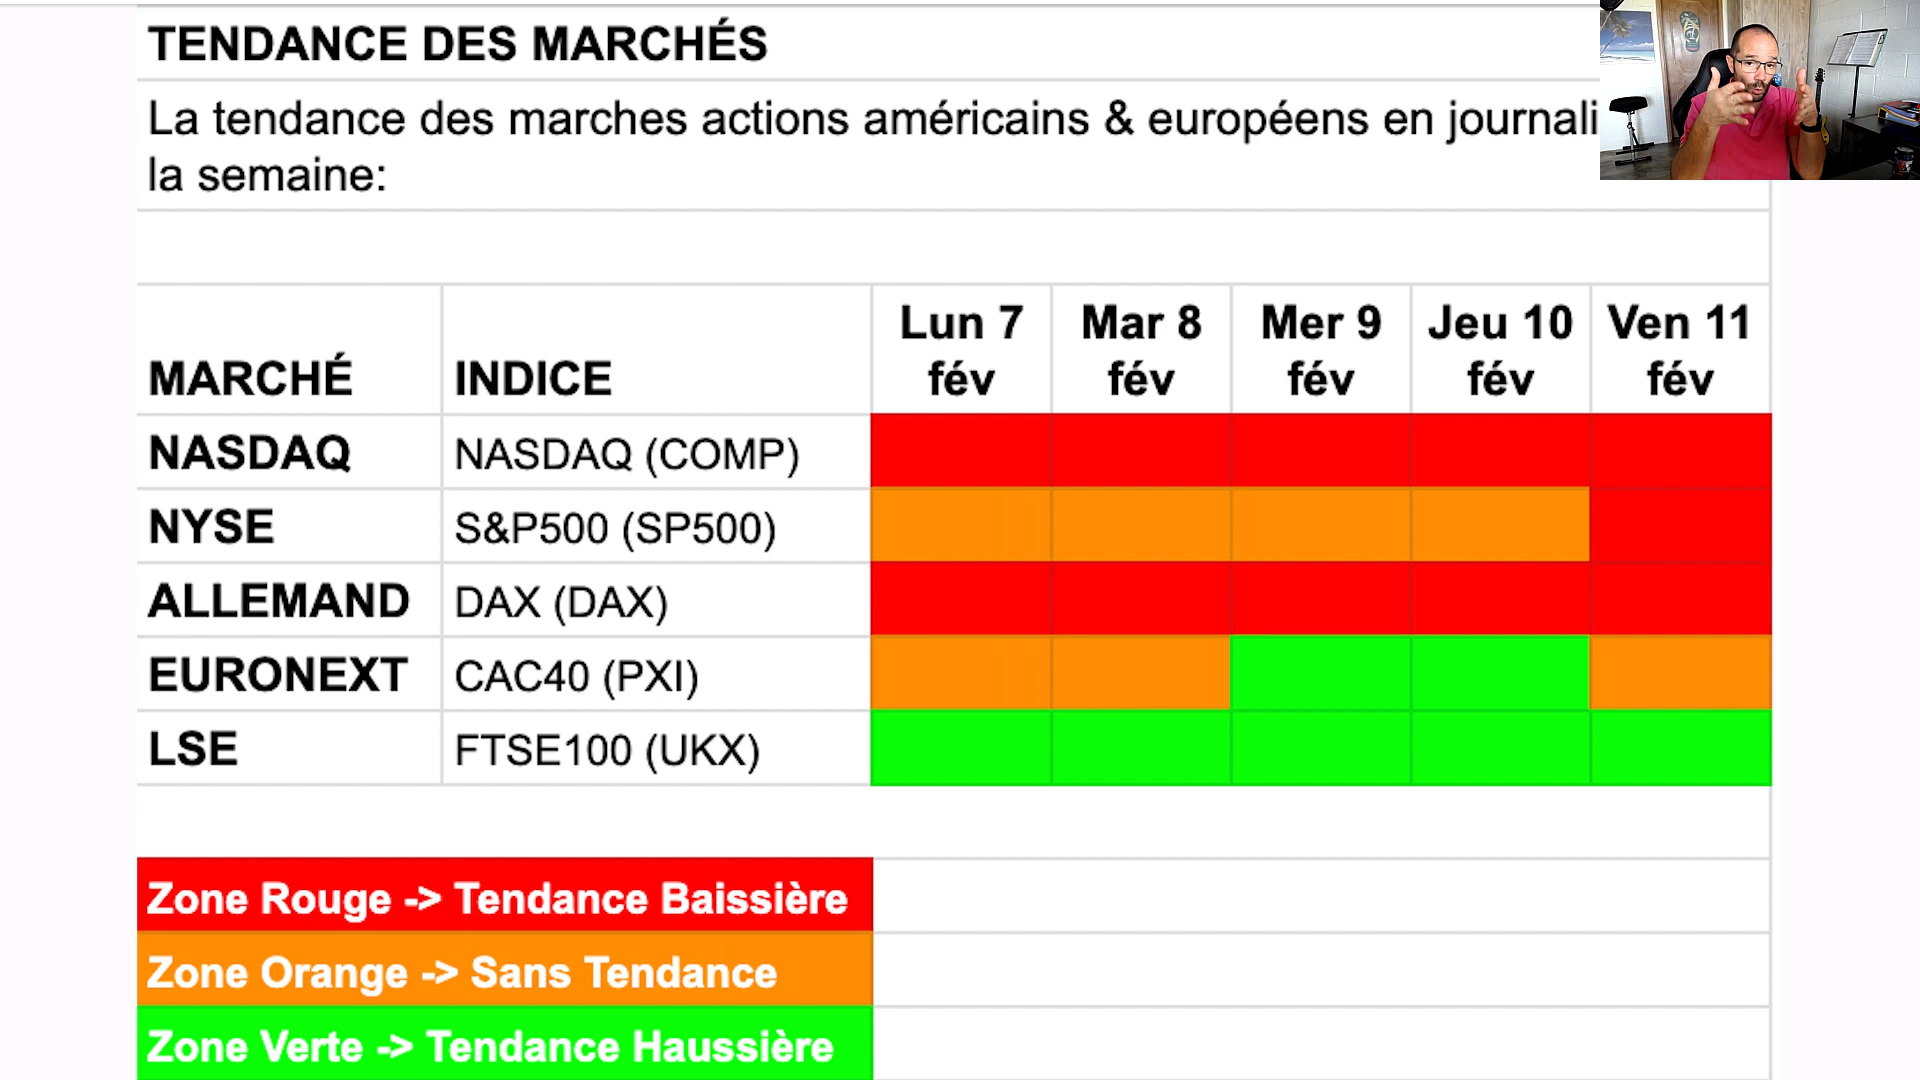 TENDANCE DES MARCHÉS
La tendance des marches actions américains & européens en journali
la semaine:
MARCHÉ INDICE Lun 7 fév Mar 8 fév Mer 9 fév Jeu 10 fév Ven 11 fév
NASDAQ NASDAQ (COMP)
NYSE S&P500 (SP500)
ALLEMAND DAX (DAX)
EURONEXT CAC40 (PXI)
LSE FTSE100 (UKX)
Zone Rouge -> Tendance Baissière
Zone Orange -> Sans Tendance
Zone Verte -> Tendance Haussière